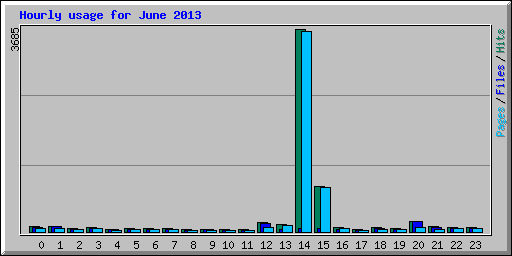 Hourly usage for June 2013
3685
Pages/Files/Hits
0 1 2 3 4 5 6 7 8 9 10 11 12 13 14 15 16 17 18 19 20 21 22 23